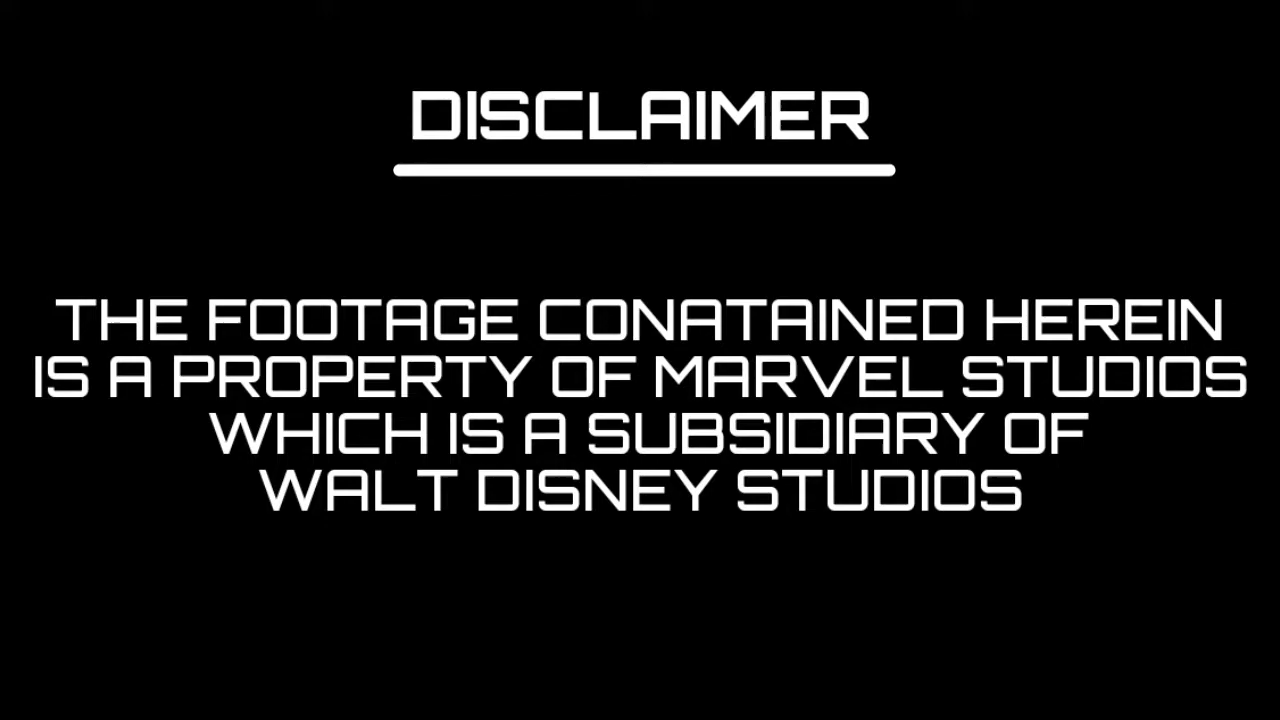 DISCLAIMER
THE FOOTAGE CONATAINED HEREIN
IS A PROPERTY OF MARVEL STUDIOS
WHICH IS A SUBSIDIARY OF
WALT DISNEY STUDIOS